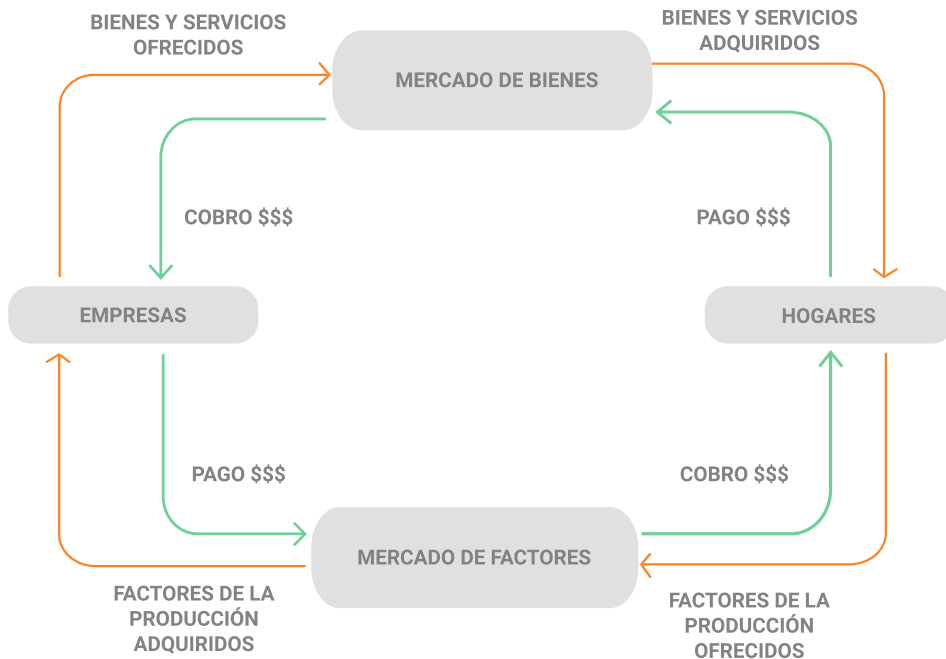 BIENES Y SERVICIOS
OFRECIDOS
BIENES Y SERVICIOS
ADQUIRIDOS
MERCADO DE BIENES
COBRO $$$
PAGO $$$
EMPRESAS
HOGARES
PAGO $$$
COBRO $$$
MERCADO DE FACTORES
FACTORES DE LA
PRODUCCIÓN
ADQUIRIDOS
FACTORES DE LA
PRODUCCIÓN
OFRECIDOS